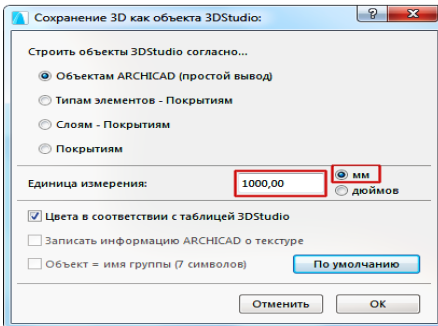 Сохранение 3D как объекта 3DStudio:
Строить объекты 3DStudio согласно...
Объектам ARCHICAD (простой вывод)
Типам элементов - Покрытиям
Слоям - Покрытиям
Покрытиям
Единица измерения: 1000,00 мм
дюймов
Цвета в соответствии с таблицей 3DStudio
Записать информацию ARCHICAD о текстуре
Объект = имя группы (7 символов) По умолчанию
Отменить OK